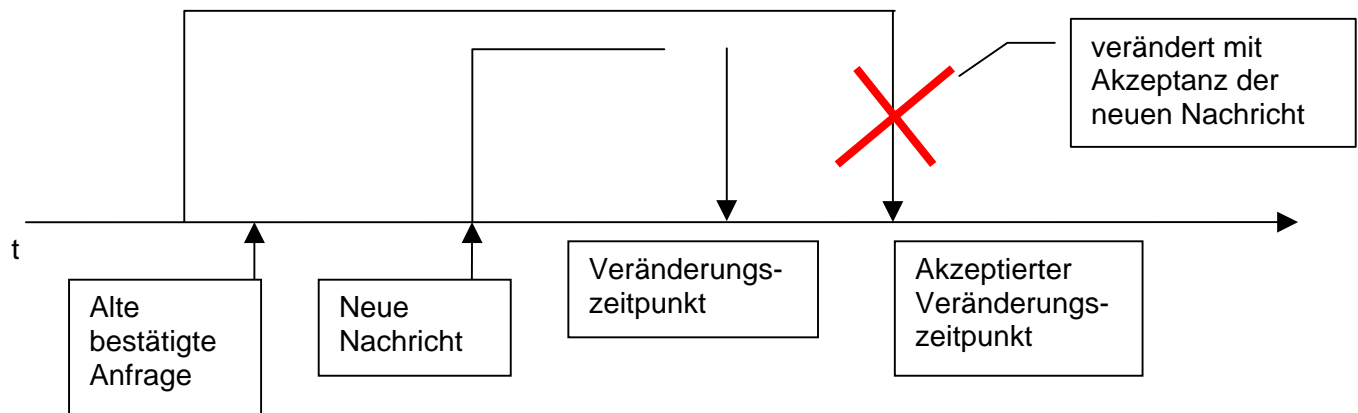 verändert mit
Akzeptanz der
neuen Nachricht
t
Alte
bestätigte
Anfrage
Neue
Nachricht
Veränderungs-
zeitpunkt
Akzeptierter
Veränderungs-
zeitpunkt